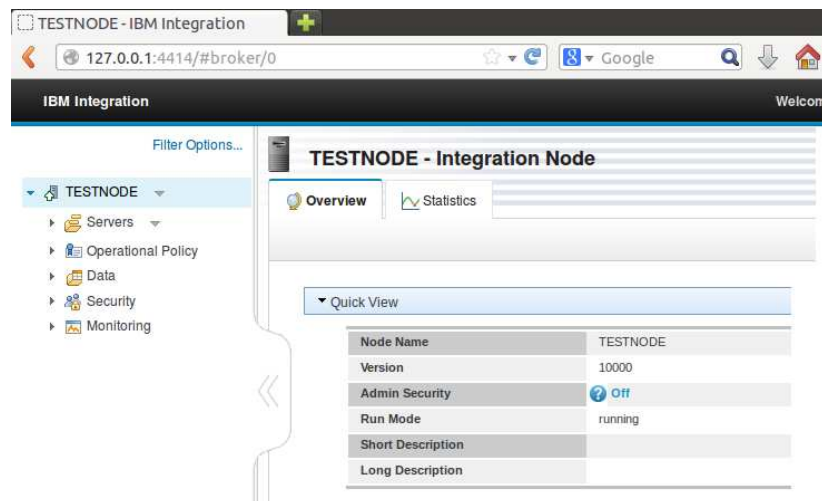 TESTNODE - IBM Integration
127.0.0.1:4414/#broker/0
8 Google
IBM Integration
Welcom
Filter Options...
TESTNODE
Servers
Operational Policy
Data
Security
Monitoring
TESTNODE - Integration Node
Overview
Statistics
Quick View
Node Name TESTNODE
Version 10000
Admin Security ? Off
Run Mode running
Short Description
Long Description